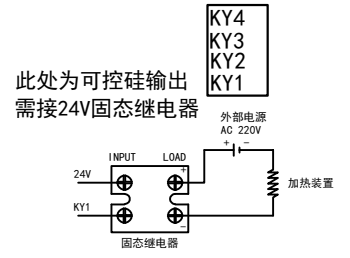 KY4
KY3
KY2
KY1
此处为可控硅输出
需接24V固态继电器
外部电源
AC 220V
+ -
INPUT LOAD
24V
+
加热装置
KY1
-
固态继电器